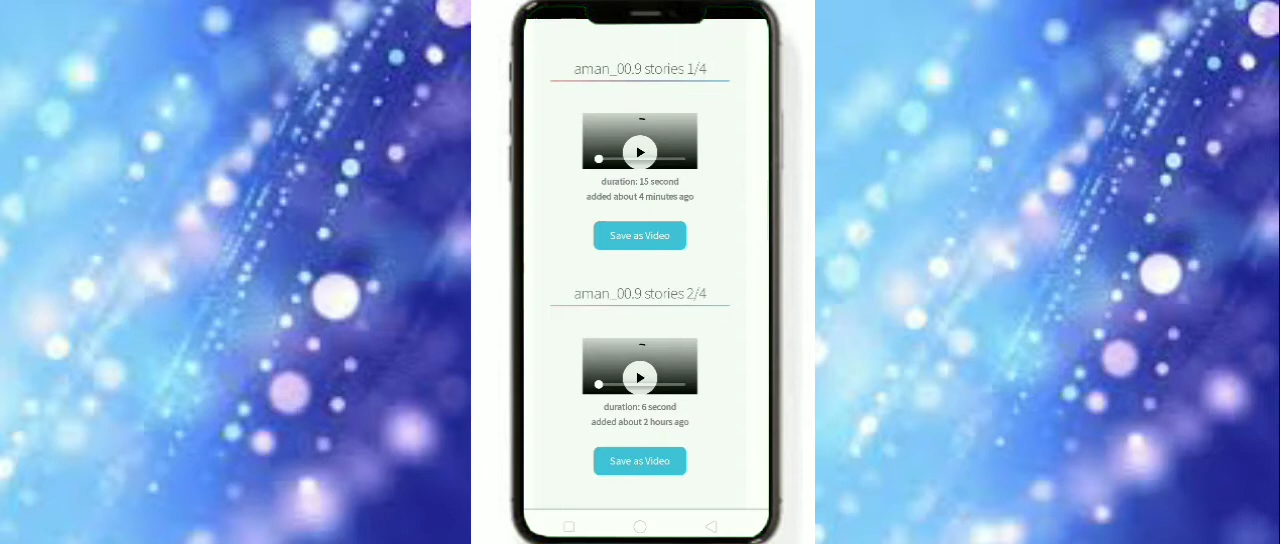 aman_00.9 stories 1/4
duration: 15 second
added about 4 minutes ago
Save as Video
aman_00.9 stories 2/4
duration: 6 second
added about 2 hours ago
Save as Video